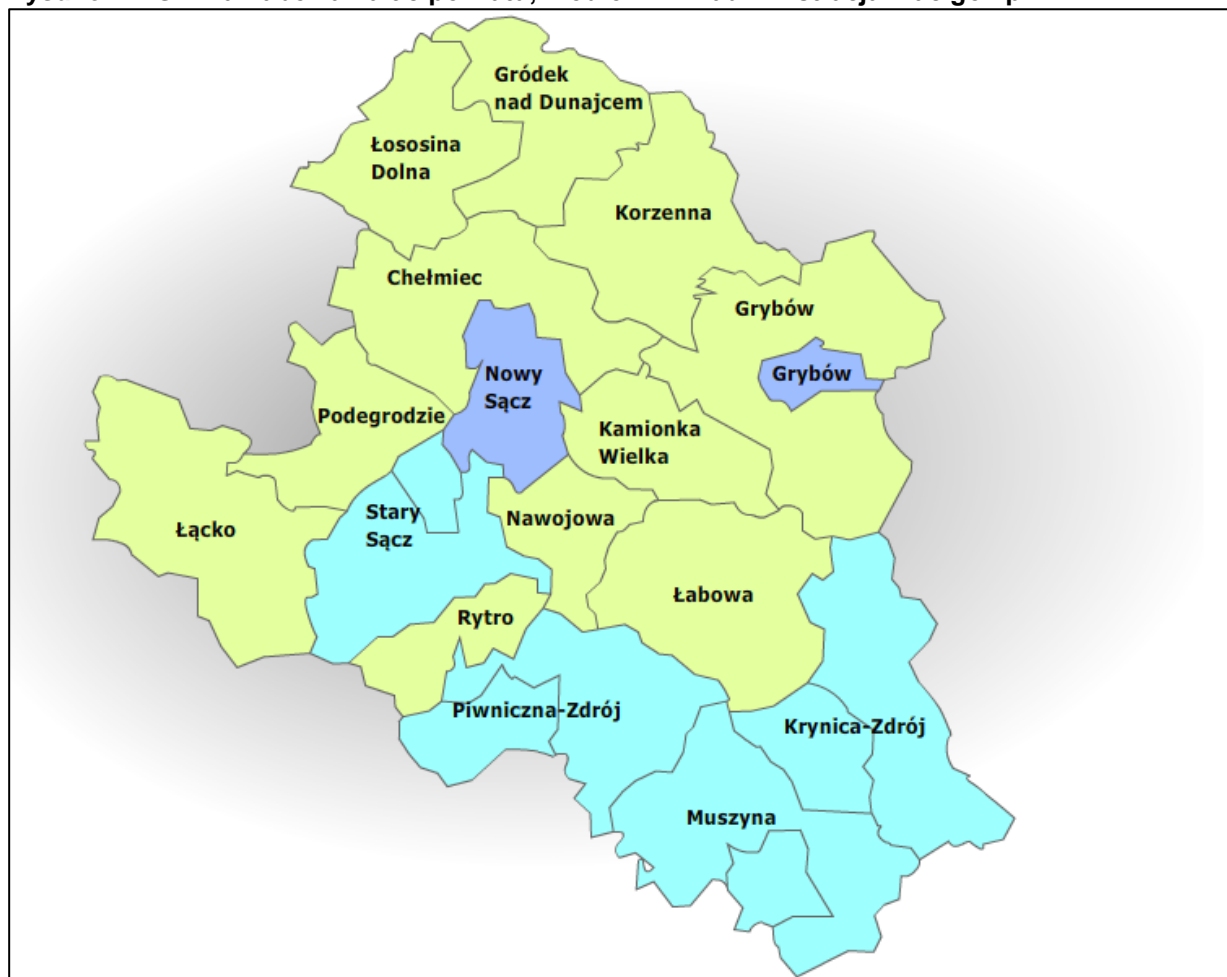 Gródek
nad Dunajcem
Łososina
Dolna
Korzenna
Chełmiec
Grybów
Nowy
Sącz
Grybów
Podegrodzie
Kamionka
Wielka
Stary
Sącz
Nawojowa
Łącko
Łabowa
Rytro
Piwniczna-Zdrój
Krynica-Zdrój
Muszyna